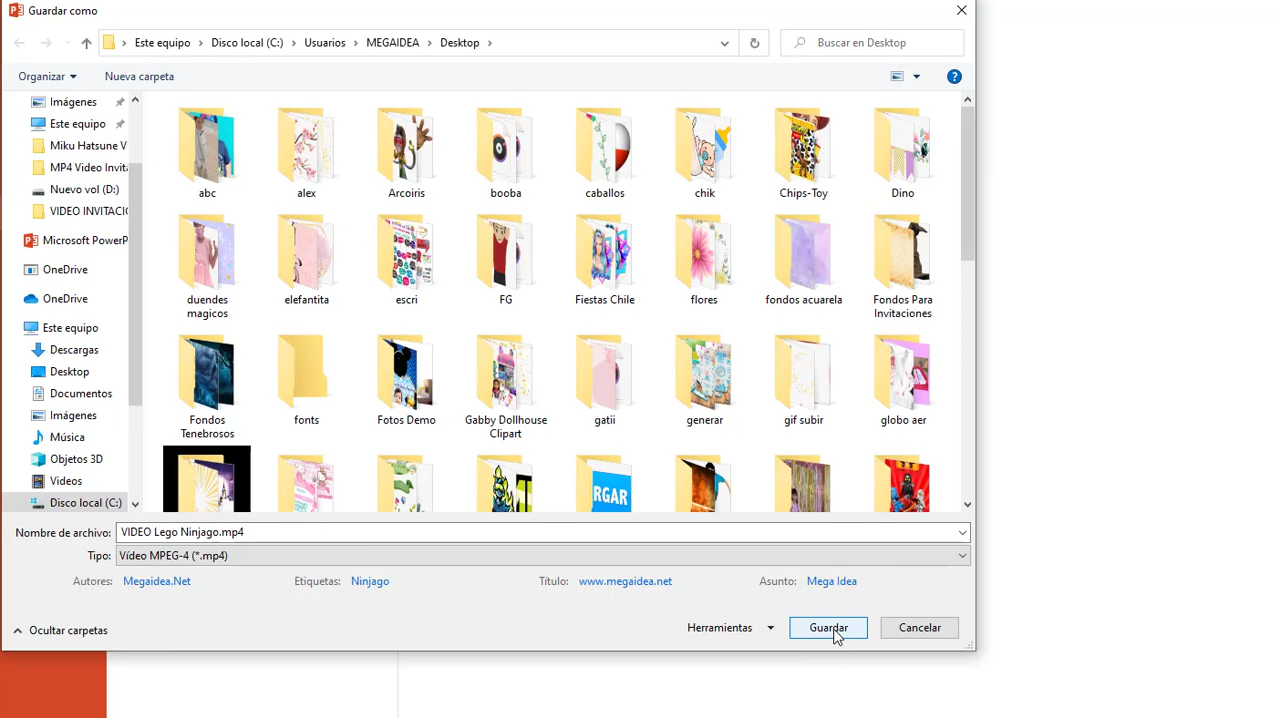 Guardar como
Este equipo > Disco local (C:) > Usuarios > MEGAIDEA > Desktop >
Buscar en Desktop
Organizar
Nueva carpeta
Imágenes
Este equipo
Miku Hatsune V
MP4 Video Invita
Nuevo vol (D:)
VIDEO INVITACIO
Microsoft PowerP
OneDrive
OneDrive
Este equipo
Descargas
Desktop
Documentos
Imágenes
Música
Objetos 3D
Videos
Disco local (C:)
abc
alex
Arcoiris
booba
caballos
chik
Chips-Toy
Dino
duendes
magicos
elefantita
escri
FG
Fiestas Chile
flores
fondos acuarela
Fondos Para
Invitaciones
Fondos
Tenebrosos
fonts
Fotos Demo
Gabby Dollhouse
Clipart
gatii
generar
gif subir
globo aer
RGAR
Nombre de archivo: VIDEO Lego Ninjago.mp4
Tipo: Vídeo MPEG-4 (*.mp4)
Autores: Megaidea.Net
Etiquetas: Ninjago
Título: www.megaidea.net
Asunto: Mega Idea
Ocultar carpetas
Herramientas
Guardar
Cancelar